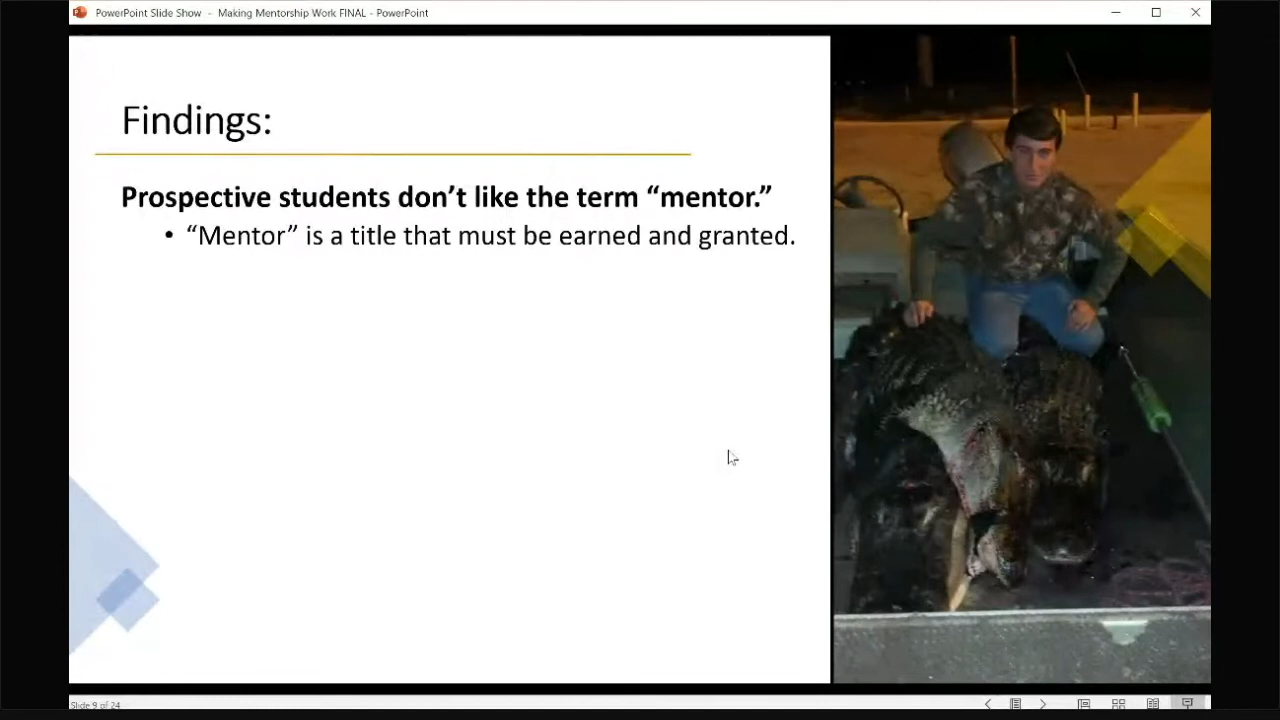 PowerPoint Slide Show - Making Mentorship Work FINAL - PowerPoint
Findings:
Prospective students don’t like the term “mentor.”
• “Mentor” is a title that must be earned and granted.
Slide 9 of 24